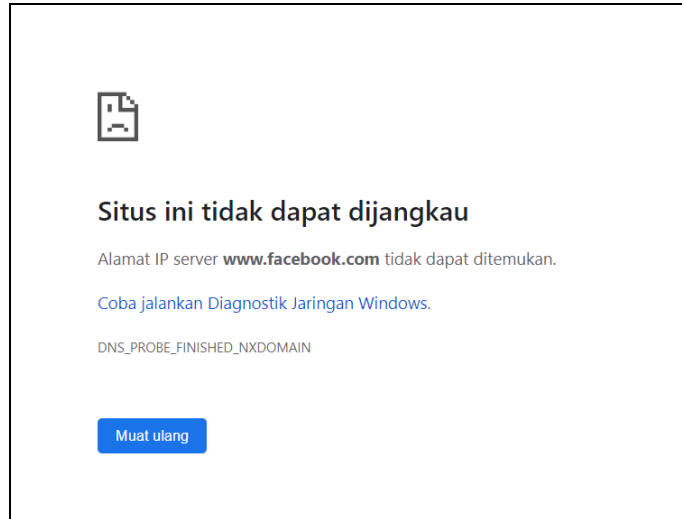 Situs ini tidak dapat dijangkau
Alamat IP server www.facebook.com tidak dapat ditemukan.
Coba jalankan Diagnostik Jaringan Windows.
DNS_PROBE_FINISHED_NXDOMAIN
Muat ulang